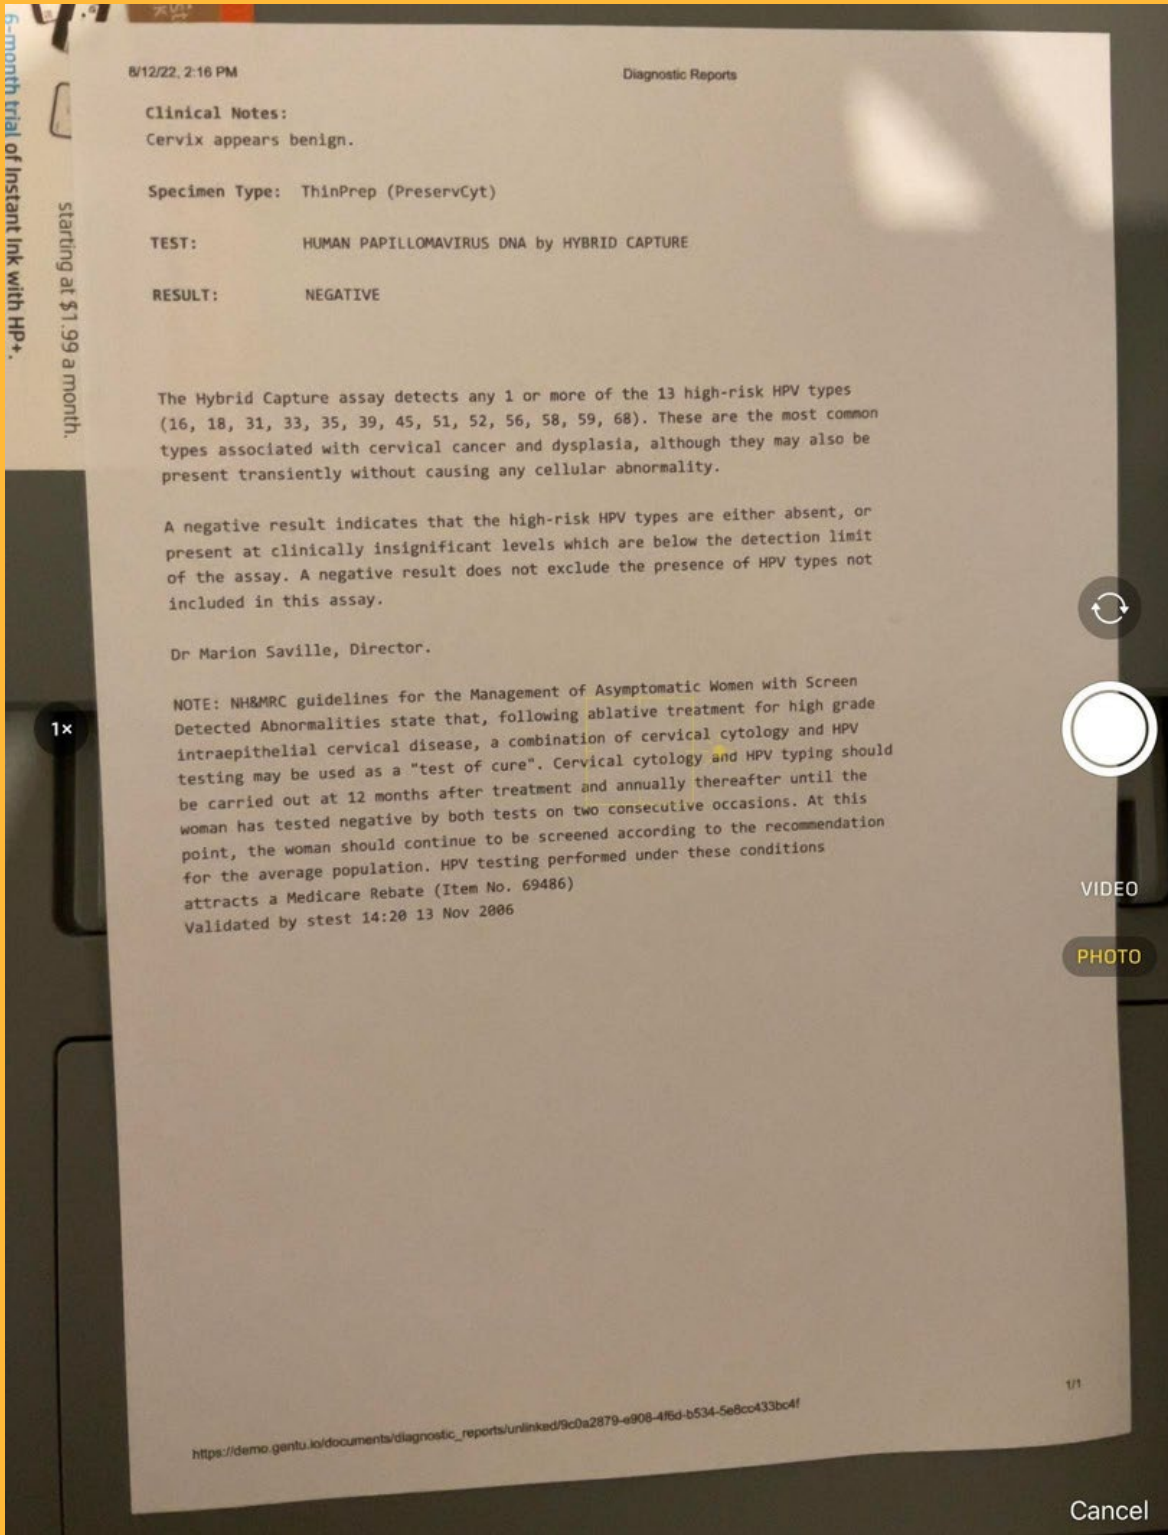 6-month trial of Instant Ink with HP+.
starting at $1.99 a month.
8/12/22, 2:16 PM
Diagnostic Reports
Clinical Notes:
Cervix appears benign.
Specimen Type: ThinPrep (PreservCyt)
TEST: HUMAN PAPILLOMAVIRUS DNA by HYBRID CAPTURE
RESULT: NEGATIVE
The Hybrid Capture assay detects any 1 or more of the 13 high-risk HPV types
(16, 18, 31, 33, 35, 39, 45, 51, 52, 56, 58, 59, 68). These are the most common
types associated with cervical cancer and dysplasia, although they may also be
present transiently without causing any cellular abnormality.
A negative result indicates that the high-risk HPV types are either absent, or
present at clinically insignificant levels which are below the detection limit
of the assay. A negative result does not exclude the presence of HPV types not
included in this assay.
Dr Marion Saville, Director.
NOTE: NH&MRC guidelines for the Management of Asymptomatic Women with Screen
Detected Abnormalities state that, following ablative treatment for high grade
intraepithelial cervical disease, a combination of cervical cytology and HPV
testing may be used as a "test of cure". Cervical cytology and HPV typing should
be carried out at 12 months after treatment and annually thereafter until the
woman has tested negative by both tests on two consecutive occasions. At this
point, the woman should continue to be screened according to the recommendation
for the average population. HPV testing performed under these conditions
attracts a Medicare Rebate (Item No. 69486)
Validated by stest 14:20 13 Nov 2006
1×
VIDEO
PHOTO
1/1
https://demo.gentu.io/documents/diagnostic_reports/unlinked/9c0a2879-e908-4f6d-b534-5e8cc433bc4f
Cancel